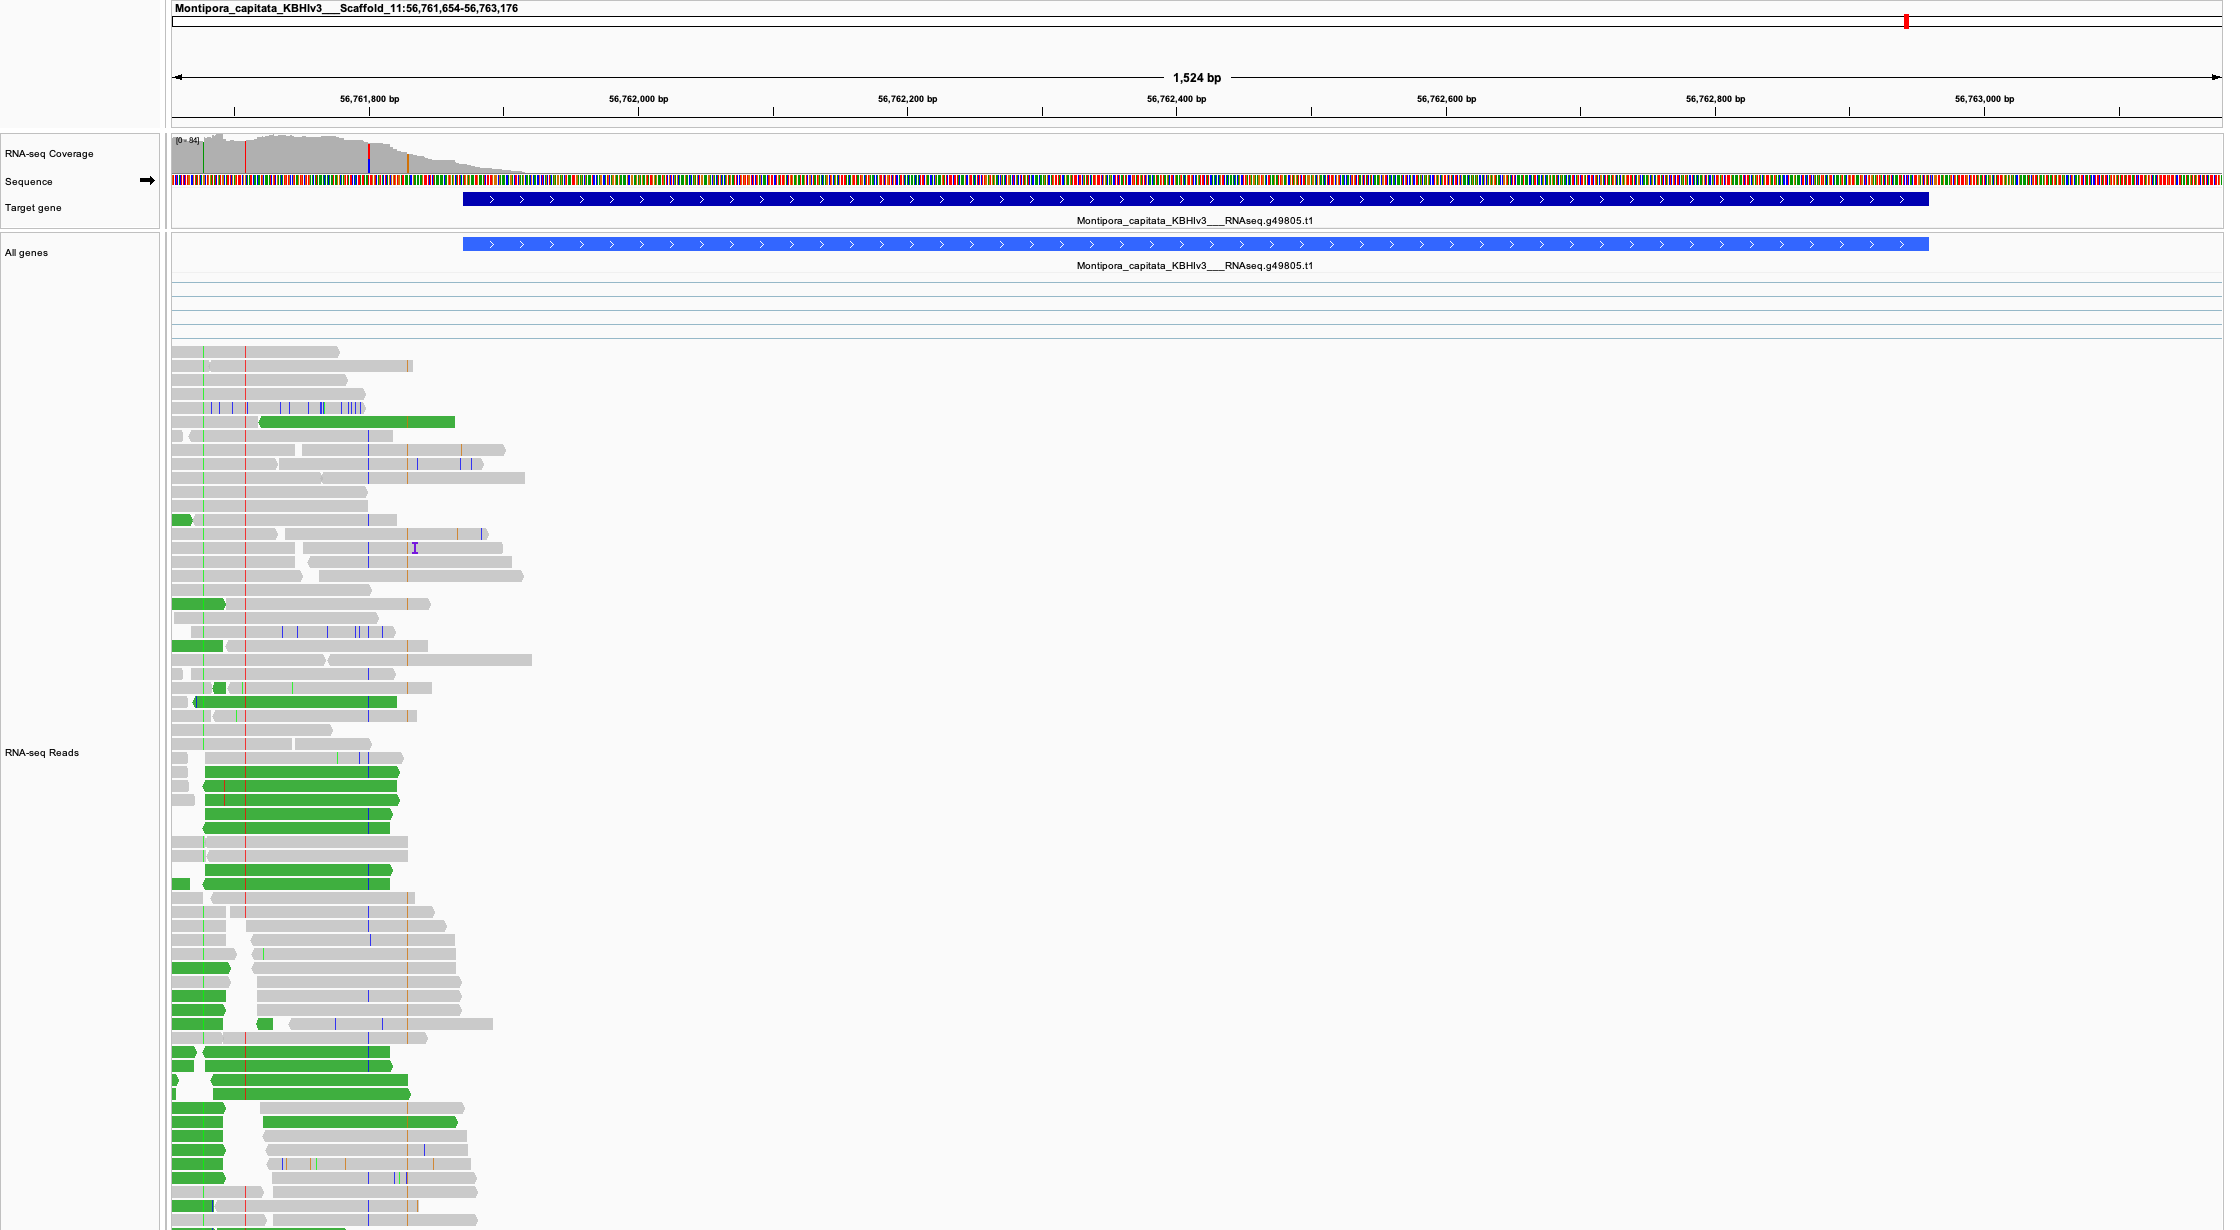 Montipora_capitata_KBHIv3___Scaffold_11:56,761,654-56,763,176
1,524 bp
56,761,800 bp 56,762,000 bp 56,762,200 bp 56,762,400 bp 56,762,600 bp 56,762,800 bp 56,763,000 bp
[0 - 84]
RNA-seq Coverage
Sequence
Target gene
Montipora_capitata_KBHIv3___RNAseq.g49805.t1
All genes
Montipora_capitata_KBHIv3___RNAseq.g49805.t1
RNA-seq Reads